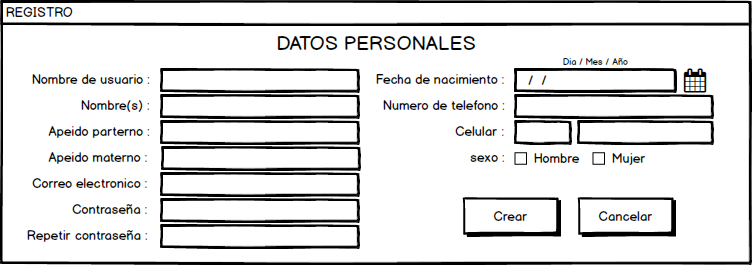 REGISTRO
DATOS PERSONALES
Nombre de usuario :
Nombre(s) :
Apeido parterno :
Apeido materno :
Correo electronico :
Contraseña :
Repetir contraseña :
Dia / Mes / Año
Fecha de nacimiento : / /
Numero de telefono :
Celular :
sexo : Hombre Mujer
Crear Cancelar